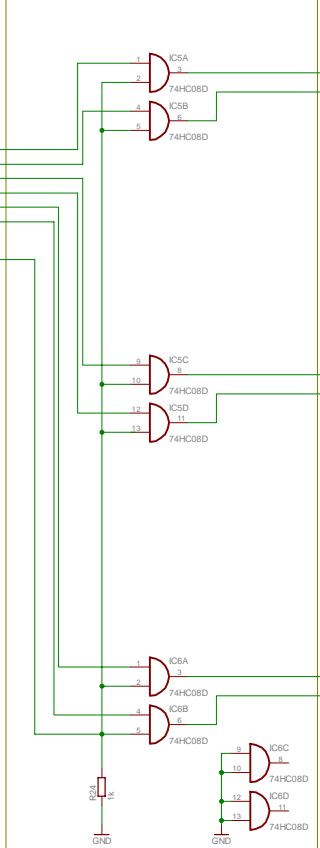 IC5A
1
2
3
74HC08D
IC5B
4
5
6
74HC08D
IC5C
9
10
8
74HC08D
IC5D
12
13
11
74HC08D
IC6A
1
2
3
74HC08D
IC6B
4
5
6
74HC08D
IC6C
9
10
8
74HC08D
IC6D
12
13
11
74HC08D
R24
1k
GND
GND